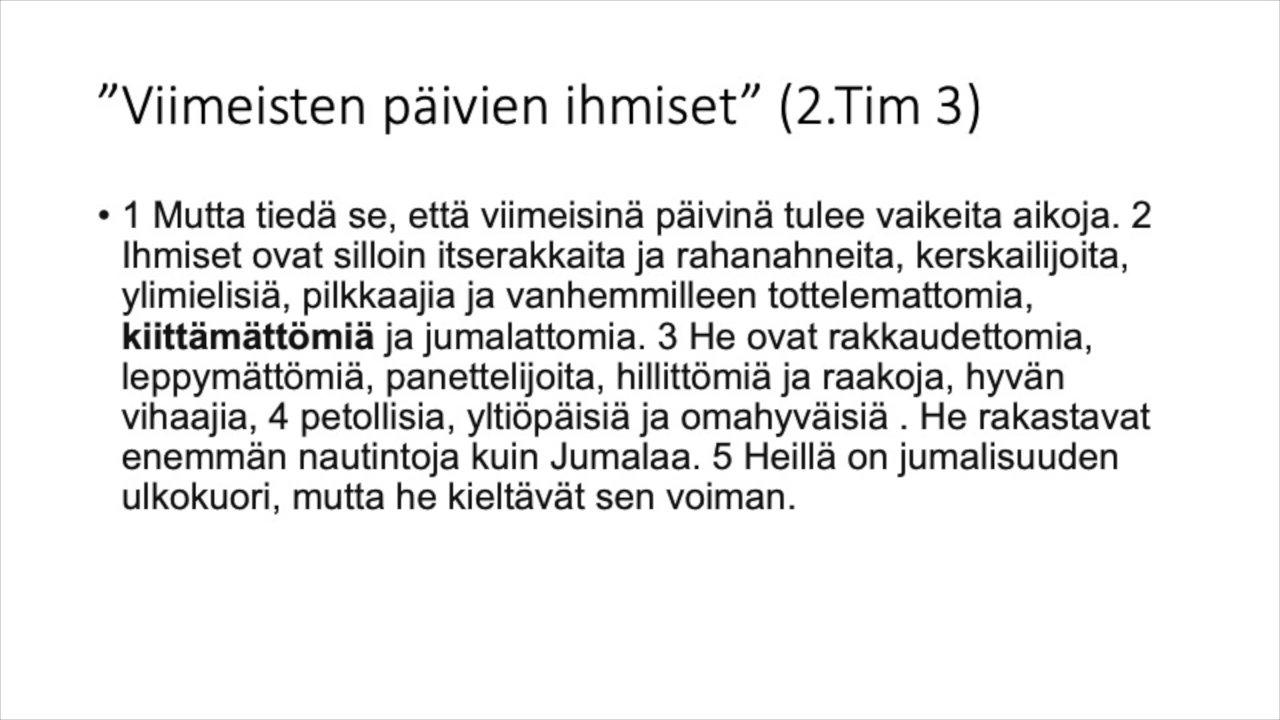 ”Viimeisten päivien ihmiset” (2.Tim 3)
• 1 Mutta tiedä se, että viimeisinä päivinä tulee vaikeita aikoja. 2
Ihmiset ovat silloin itserakkaita ja rahanahneita, kerskailijoita,
ylimielisiä, pilkkaajia ja vanhemmilleen tottelemattomia,
kiittämättömiä ja jumalattomia. 3 He ovat rakkaudettomia,
leppymättömiä, panettelijoita, hillittömiä ja raakoja, hyvän
vihaajia, 4 petollisia, yltiöpäisiä ja omahyväisiä . He rakastavat
enemmän nautintoja kuin Jumalaa. 5 Heillä on jumalisuuden
ulkokuori, mutta he kieltävät sen voiman.